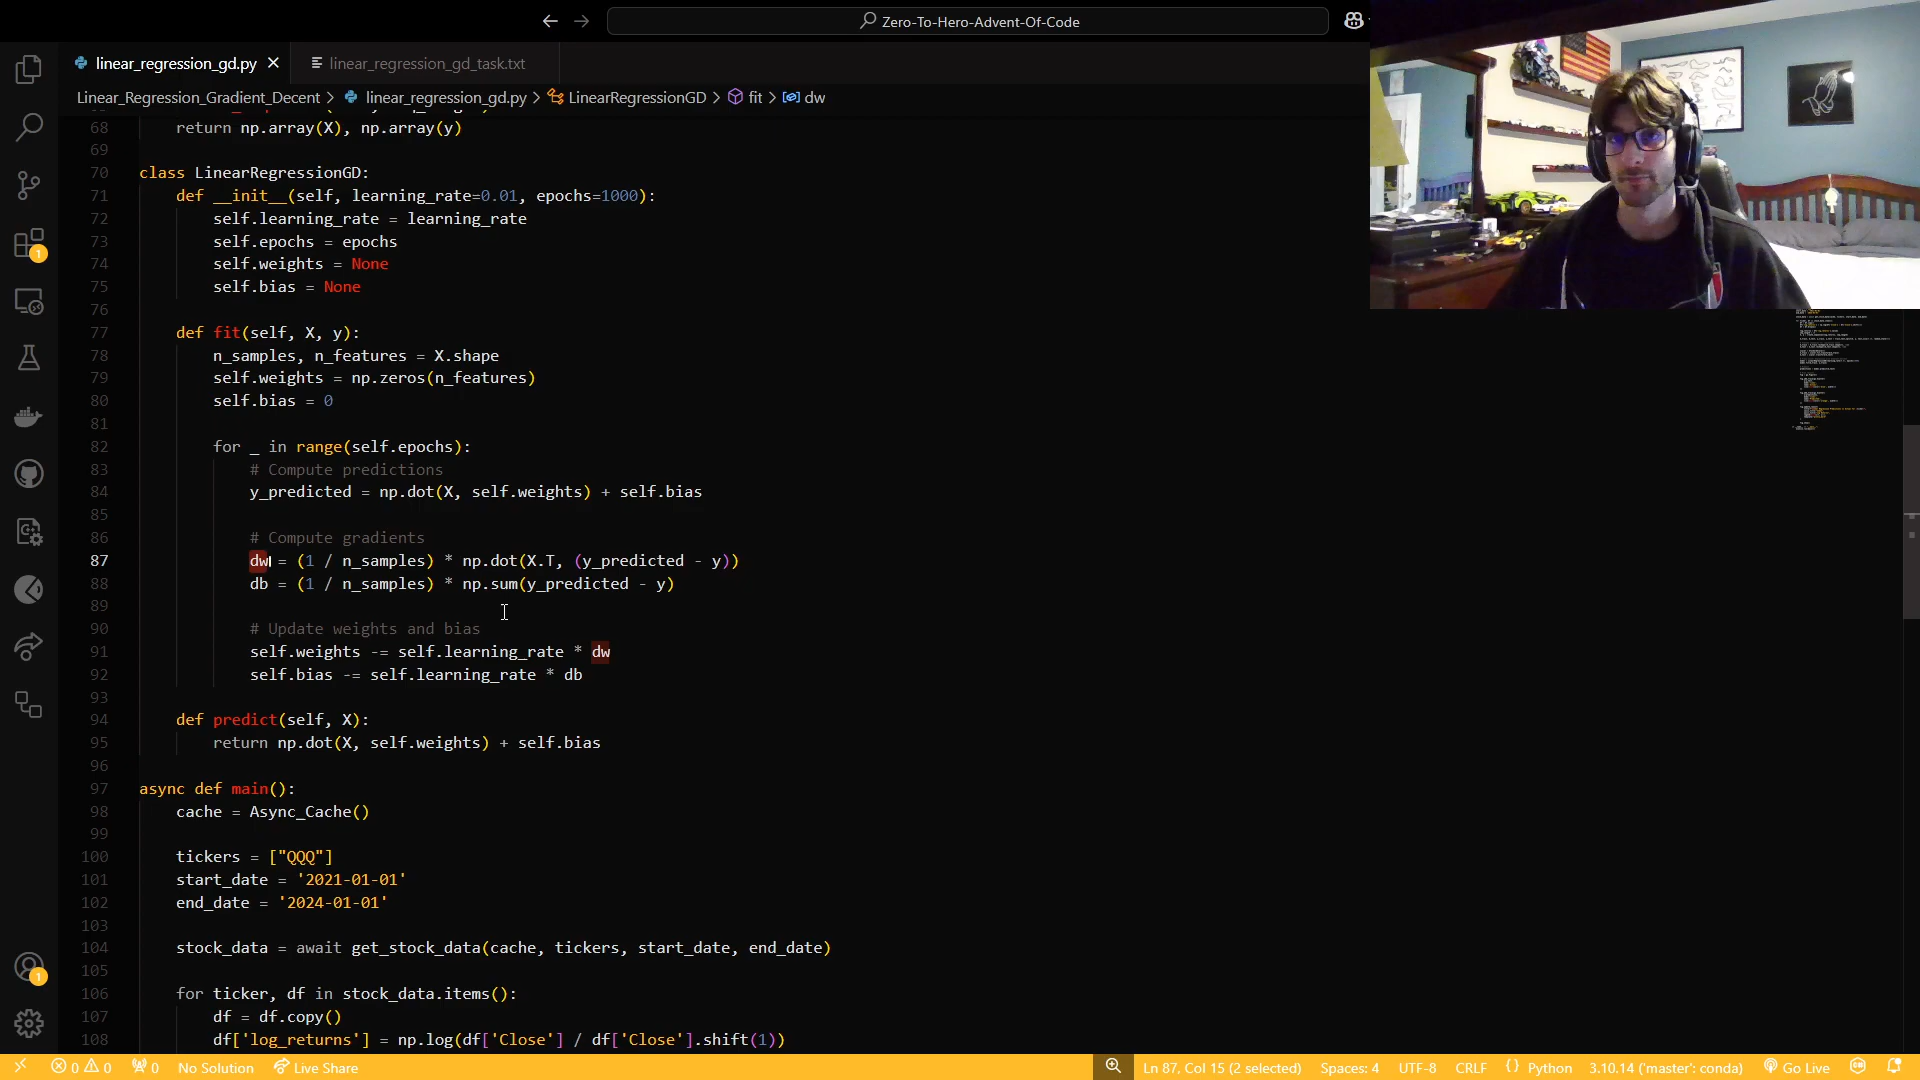 Zero-To-Hero-Advent-Of-Code
linear_regression_gd.py
linear_regression_gd_task.txt
Linear_Regression_Gradient_Decent > linear_regression_gd.py > LinearRegressionGD > fit > dw
68 return np.array(X), np.array(y)
69
70 class LinearRegressionGD:
71 def __init__(self, learning_rate=0.01, epochs=1000):
72 self.learning_rate = learning_rate
73 self.epochs = epochs
74 self.weights = None
75 self.bias = None
76
77 def fit(self, X, y):
78 n_samples, n_features = X.shape
79 self.weights = np.zeros(n_features)
80 self.bias = 0
81
82 for _ in range(self.epochs):
83 # Compute predictions
84 y_predicted = np.dot(X, self.weights) + self.bias
85
86 # Compute gradients
87 dw = (1 / n_samples) * np.dot(X.T, (y_predicted - y))
88 db = (1 / n_samples) * np.sum(y_predicted - y)
89
90 # Update weights and bias
91 self.weights -= self.learning_rate * dw
92 self.bias -= self.learning_rate * db
93
94 def predict(self, X):
95 return np.dot(X, self.weights) + self.bias
96
97 async def main():
98 cache = Async_Cache()
99
100 tickers = ["QQQ"]
101 start_date = '2021-01-01'
102 end_date = '2024-01-01'
103
104 stock_data = await get_stock_data(cache, tickers, start_date, end_date)
105
106 for ticker, df in stock_data.items():
107 df = df.copy()
108 df['log_returns'] = np.log(df['Close'] / df['Close'].shift(1))
1
1
0 0 0 No Solution Live Share Ln 87, Col 15 (2 selected) Spaces: 4 UTF-8 CRLF Python 3.10.14 ('master': conda) Go Live